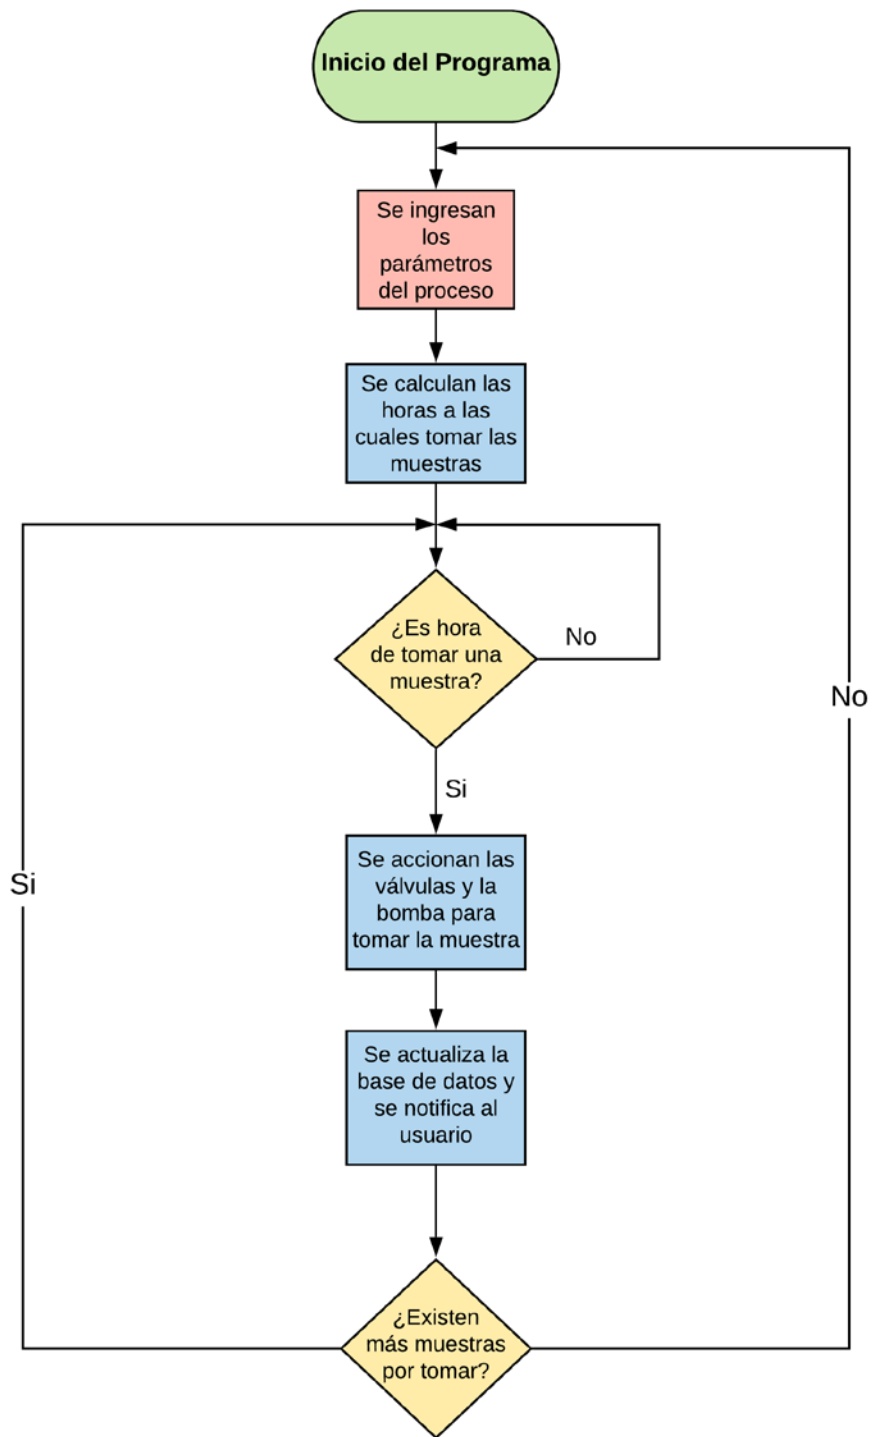 Inicio del Programa
Se ingresan
los
parámetros
del proceso
Se calculan las
horas a las
cuales tomar las
muestras
¿Es hora
de tomar una
muestra?
No
No
Si
Se accionan las
válvulas y la
bomba para
tomar la muestra
Si
Se actualiza la
base de datos y
se notifica al
usuario
¿Existen
más muestras
por tomar?